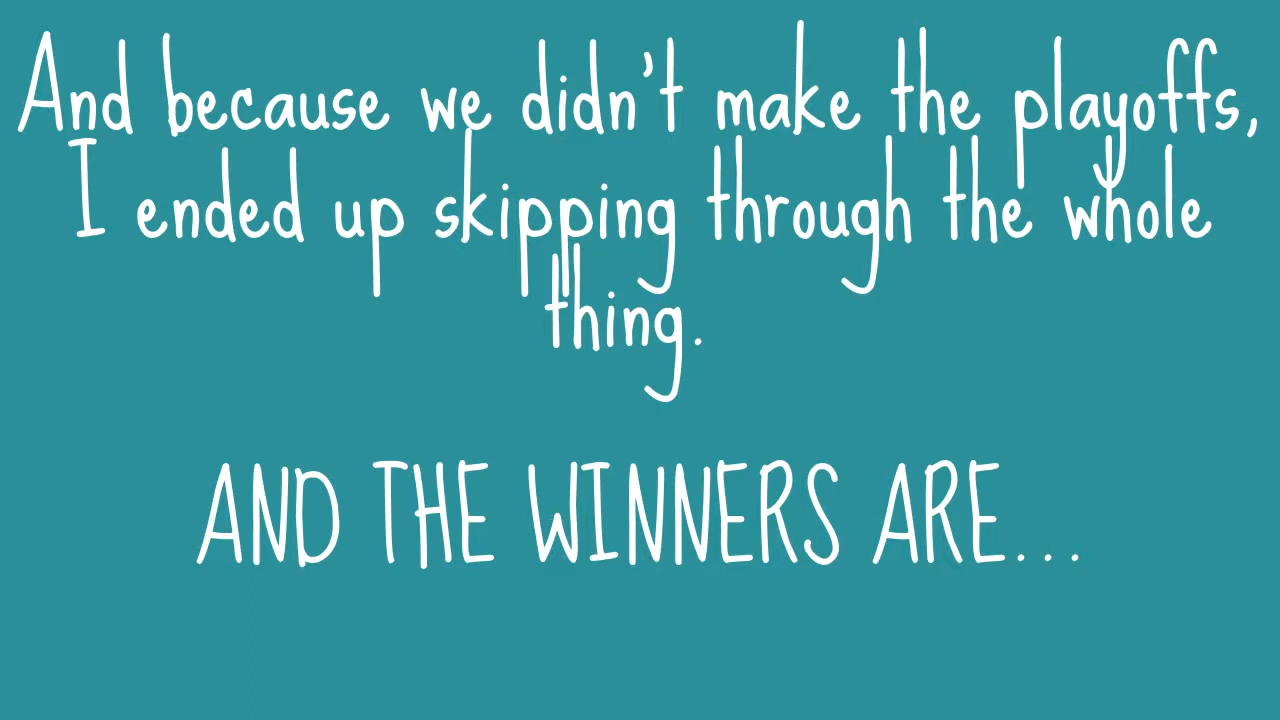 And because we didn't make the playoffs,
I ended up skipping through the whole
thing.
AND THE WINNERS ARE...